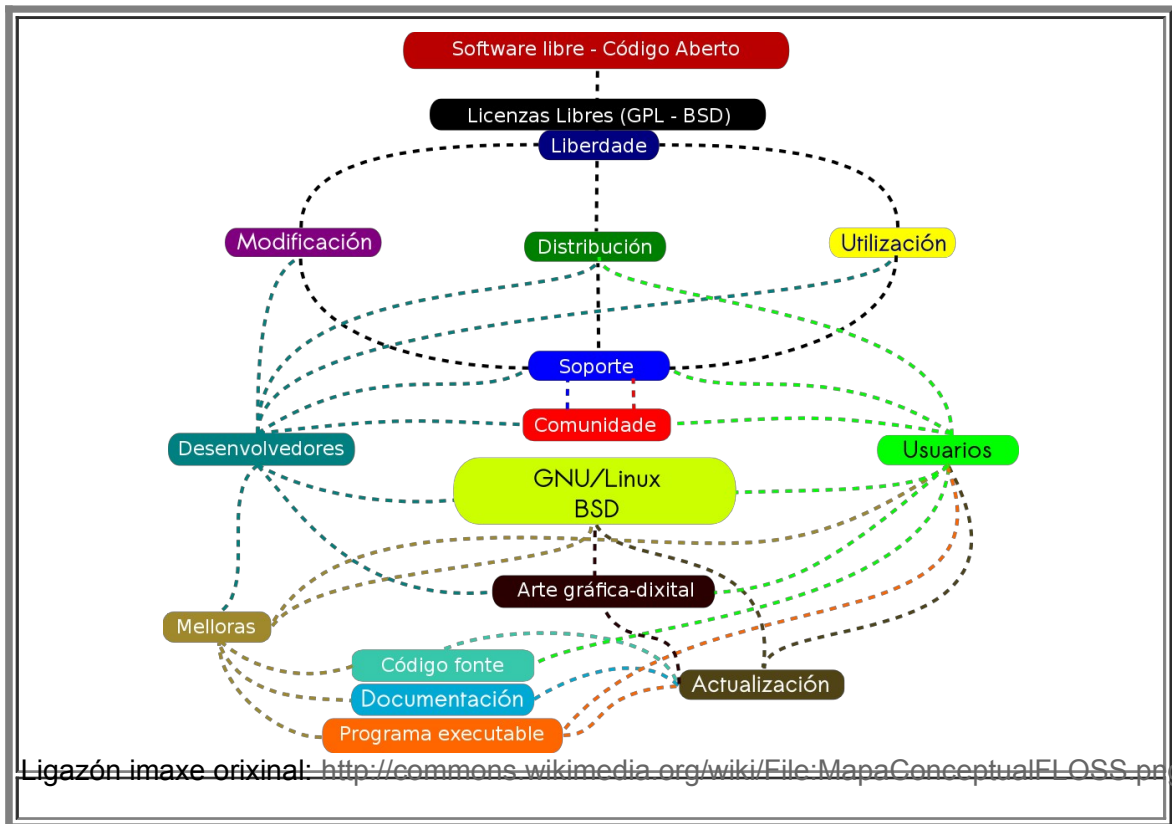 Software libre - Código Aberto
Licenzas Libres (GPL - BSD)
Liberdade
Modificación
Distribución
Utilización
Soporte
Comunidade
Desenvolvedores
Usuarios
GNU/Linux
BSD
Arte gráfica-dixital
Melloras
Código fonte
Documentación
Actualización
Programa executable
Ligazón imaxe orixinal: http://commons.wikimedia.org/wiki/File:MapaConceptualFLOSS.png